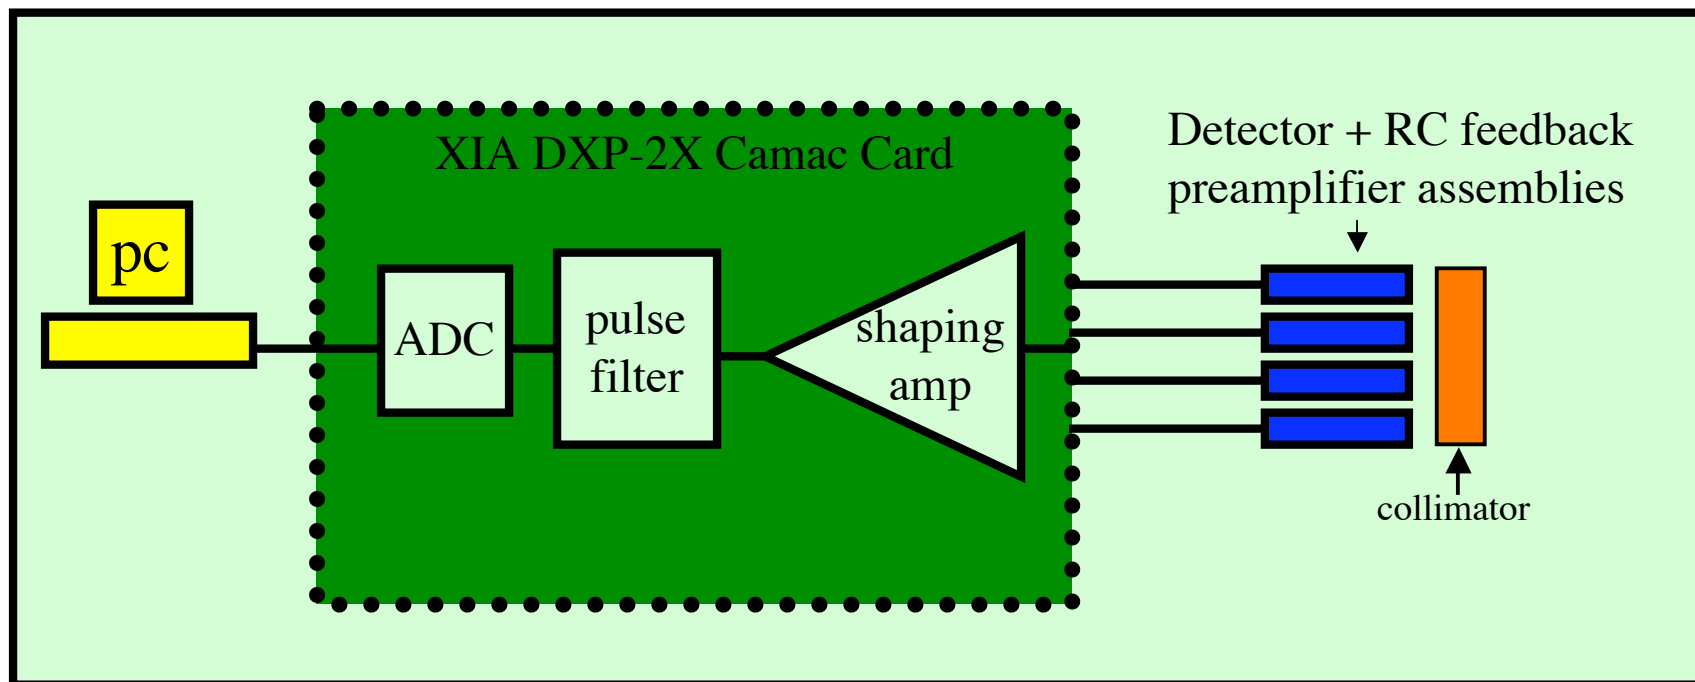 XIA DXP-2X Camac Card
Detector + RC feedback
preamplifier assemblies
pc
ADC
pulse
filter
shaping
amp
collimator